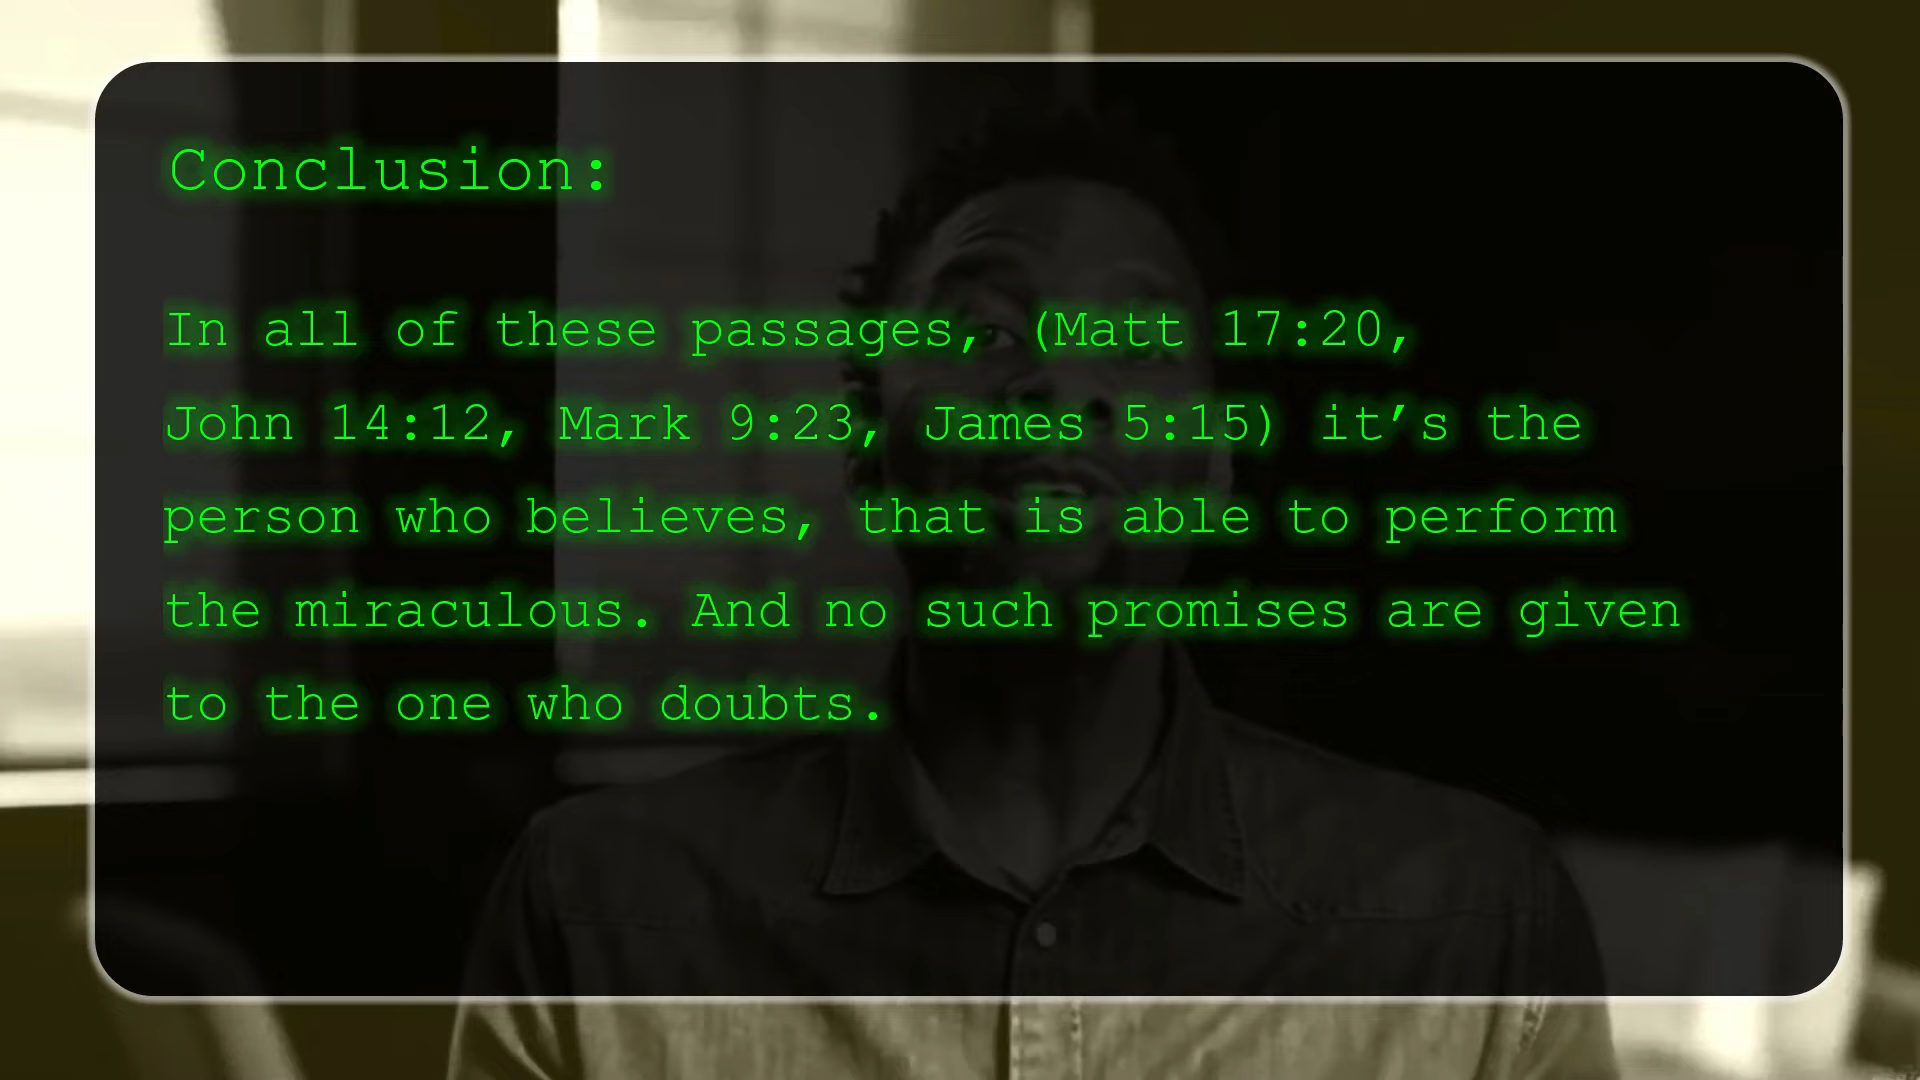 Conclusion:
In all of these passages, (Matt 17:20,
John 14:12, Mark 9:23, James 5:15) it’s the
person who believes, that is able to perform
the miraculous. And no such promises are given
to the one who doubts.